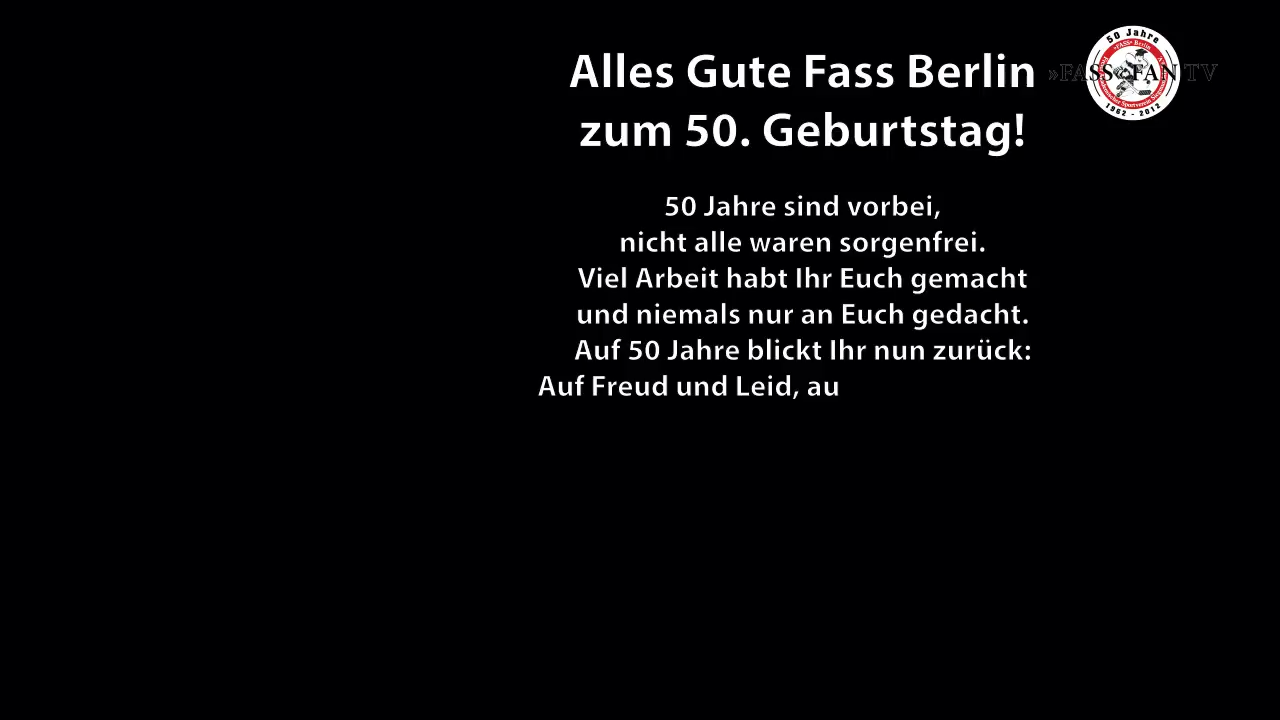 Alles Gute Fass Berlin
zum 50. Geburtstag!
50 Jahre
»FASS« Berlin
»FASS« FAN TV
1962 - 2012
50 Jahre sind vorbei,
nicht alle waren sorgenfrei.
Viel Arbeit habt Ihr Euch gemacht
und niemals nur an Euch gedacht.
Auf 50 Jahre blickt Ihr nun zurück:
Auf Freud und Leid, au